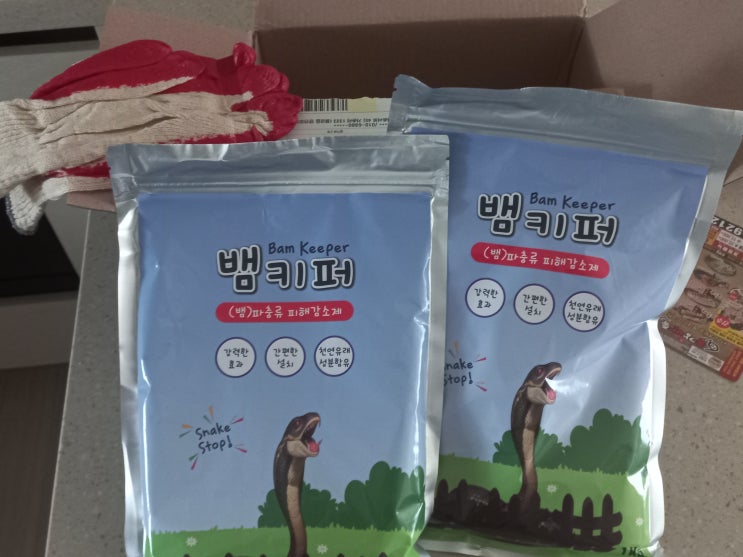 Bam Keeper
뱀키퍼
(뱀)파충류 피해감소제
강력한
효과
간편한
설치
천연유래
성분함유
Snake
Stop!
Bam Keeper
뱀키퍼
(뱀)파충류 피해감소제
강력한
효과
간편한
설치
천연유래
성분함유
Snake
Stop!
9212